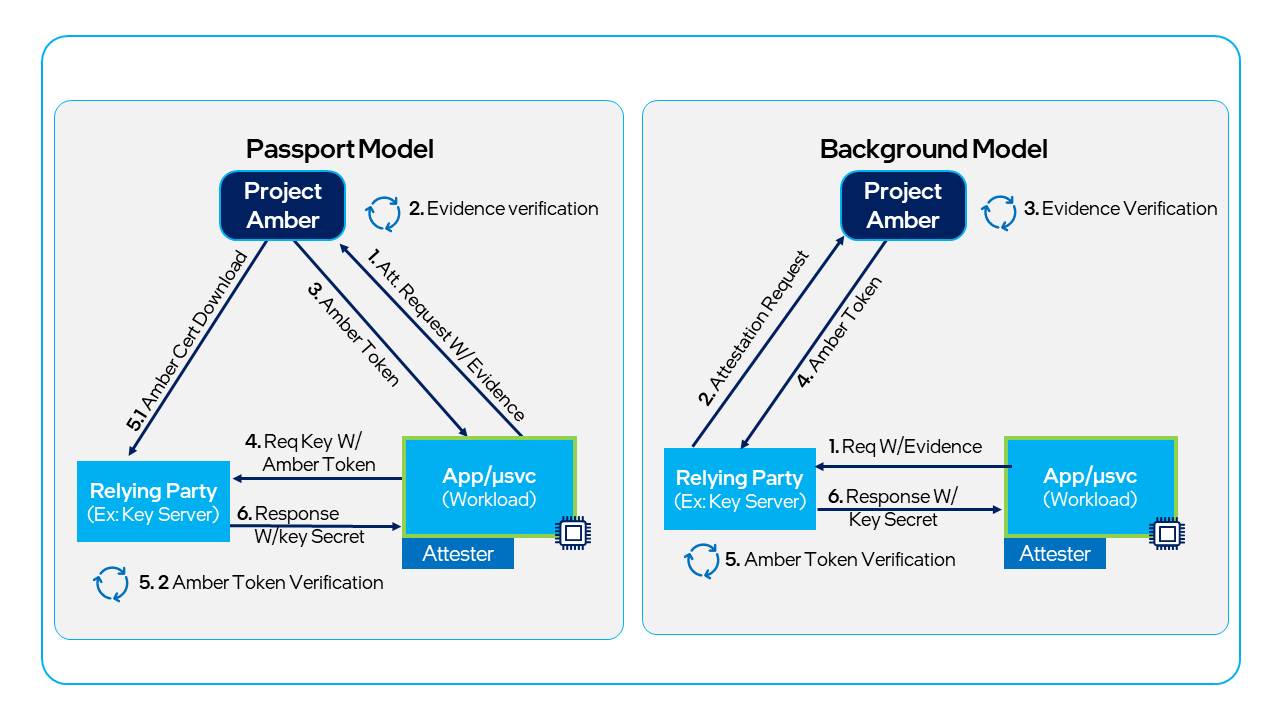 Passport Model
Project
Amber
2. Evidence verification
1. Att. Request W/ Evidence
3. Amber Token
5.1 Amber Cert Download
4. Req Key W/
Amber Token
Relying Party
(Ex: Key Server)
6. Response
W/key Secret
App/µsvc
(Workload)
Attester
5. 2 Amber Token Verification
Background Model
Project
Amber
3. Evidence Verification
2. Attestation Request
4. Amber Token
1. Req W/Evidence
Relying Party
(Ex: Key Server)
6. Response W/
Key Secret
App/µsvc
(Workload)
Attester
5. Amber Token Verification